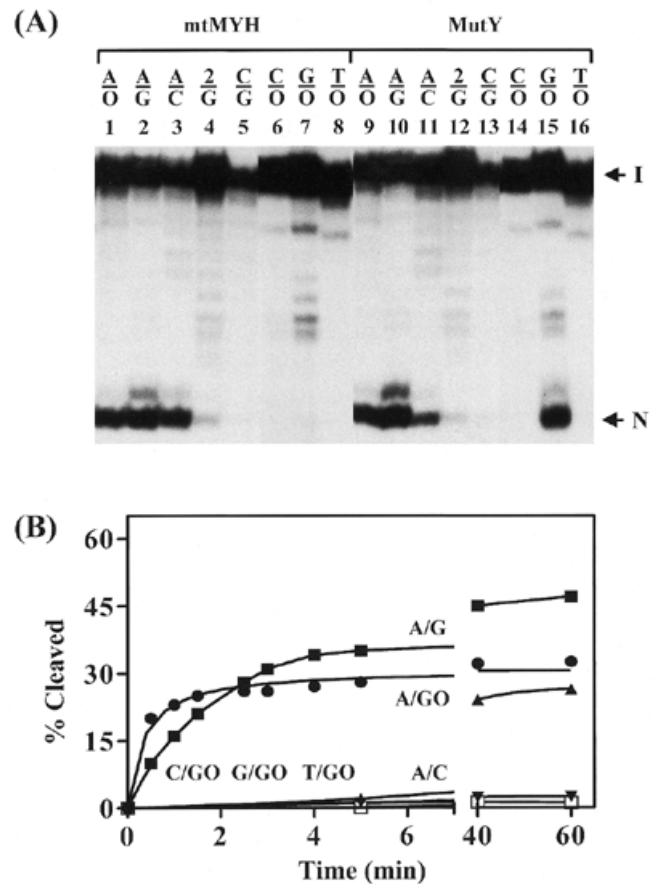 (A)
mtMYH MutY
A A A 2 C C G T A A A 2 C C G T
O G C G G O O O O G C G G O O O
1 2 3 4 5 6 7 8 9 10 11 12 13 14 15 16
I
N
(B)
% Cleaved
60
45
30
15
0
A/G
A/GO
C/GO G/GO T/GO A/C
0 2 4 6 40 60
Time (min)